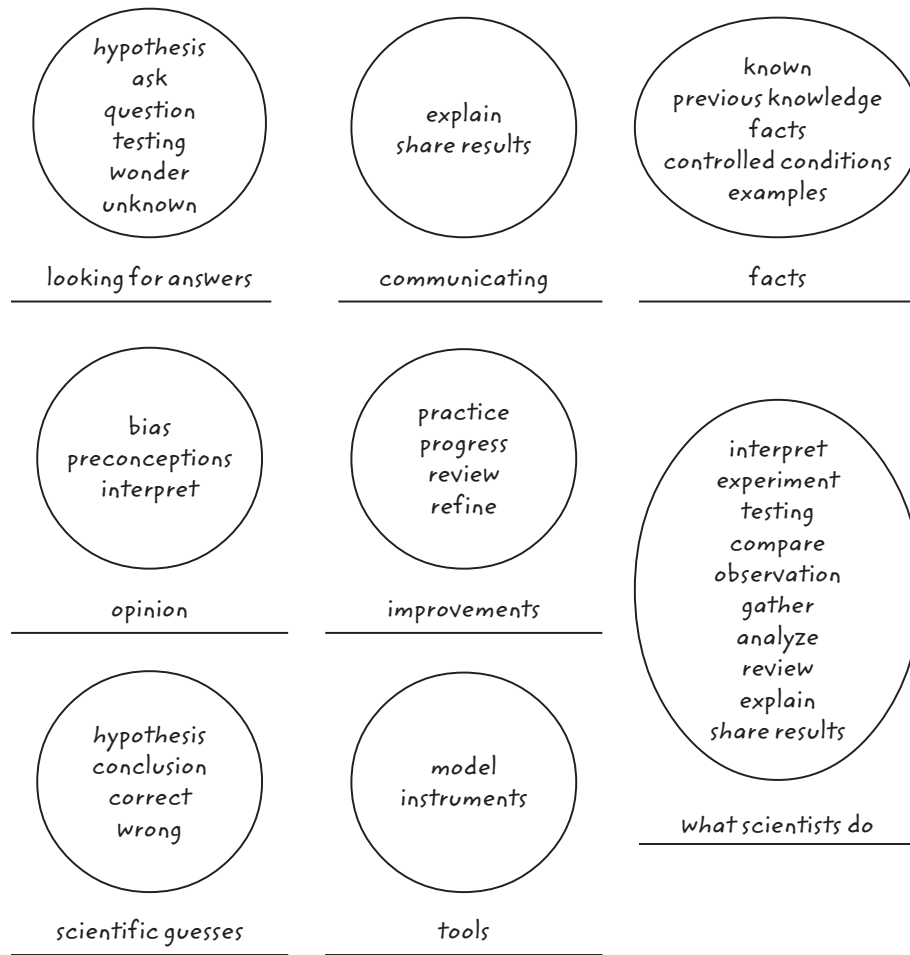 hypothesis
ask
question
testing
wonder
unknown
looking for answers
explain
share results
communicating
known
previous knowledge
facts
controlled conditions
examples
facts
bias
preconceptions
interpret
opinion
practice
progress
review
refine
improvements
interpret
experiment
testing
compare
observation
gather
analyze
review
explain
share results
what scientists do
hypothesis
conclusion
correct
wrong
scientific guesses
model
instruments
tools